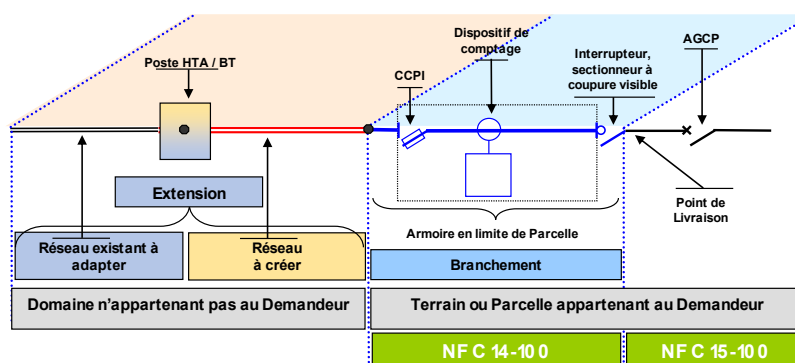 Poste HTA / BT
Dispositif de
comptage
CCPI
Interrupteur,
sectionneur à
coupure visible
AGCP
Extension
Point de
Livraison
Réseau existant à
adapter
Réseau
à créer
Armoire en limite de Parcelle
Branchement
Domaine n'appartenant pas au Demandeur
Terrain ou Parcelle appartenant au Demandeur
NF C 14-100
NF C 15-100